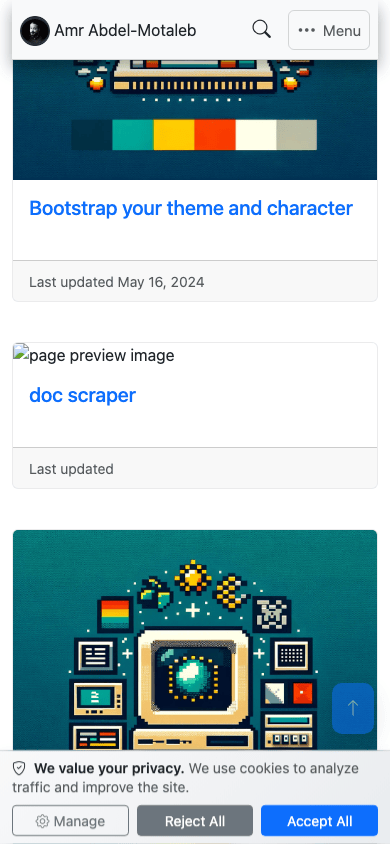 Amr Abdel-Motaleb
Menu
Bootstrap your theme and character
Last updated May 16, 2024
page preview image
doc scraper
Last updated
We value your privacy. We use cookies to analyze
traffic and improve the site.
Manage
Reject All
Accept All